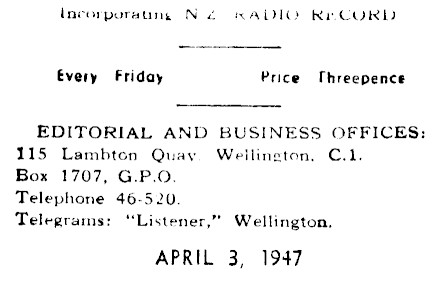 Incorporating N.Z. RADIO RECORD
Every Friday Price Threepence
EDITORIAL AND BUSINESS OFFICES:
115 Lambton Quay, Wellington, C.1.
Box 1707, G.P.O.
Telephone 46-520.
Telegrams: "Listener," Wellington.
APRIL 3, 1947